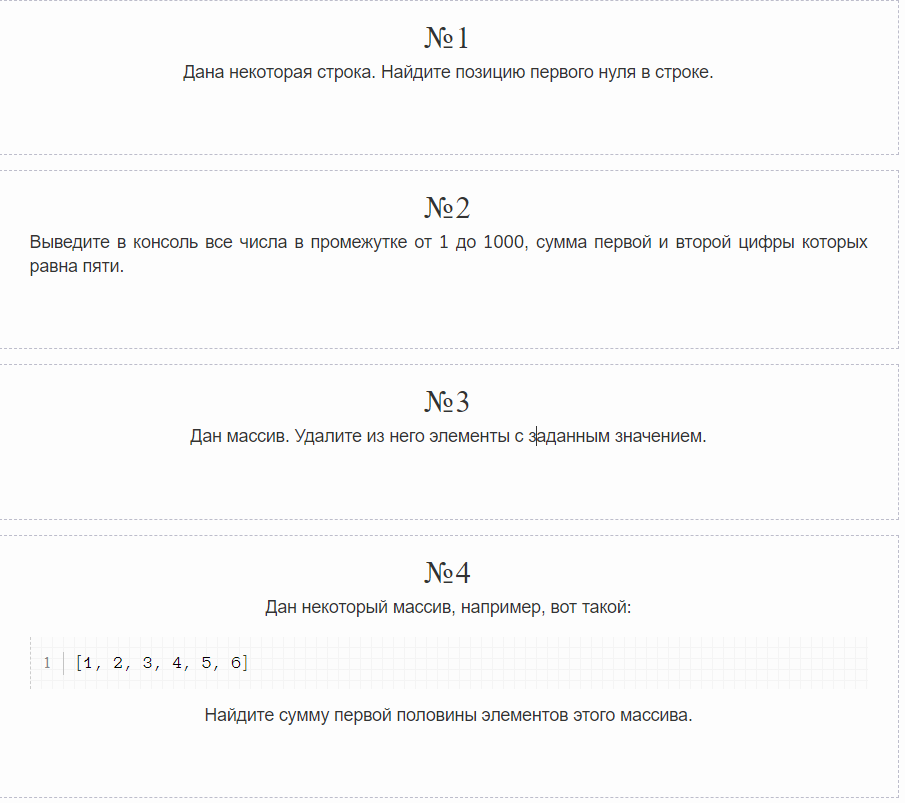 №1
Дана некоторая строка. Найдите позицию первого нуля в строке.
№2
Выведите в консоль все числа в промежутке от 1 до 1000, сумма первой и второй цифры которых
равна пяти.
№3
Дан массив. Удалите из него элементы с заданным значением.
№4
Дан некоторый массив, например, вот такой:
1 [1, 2, 3, 4, 5, 6]
Найдите сумму первой половины элементов этого массива.